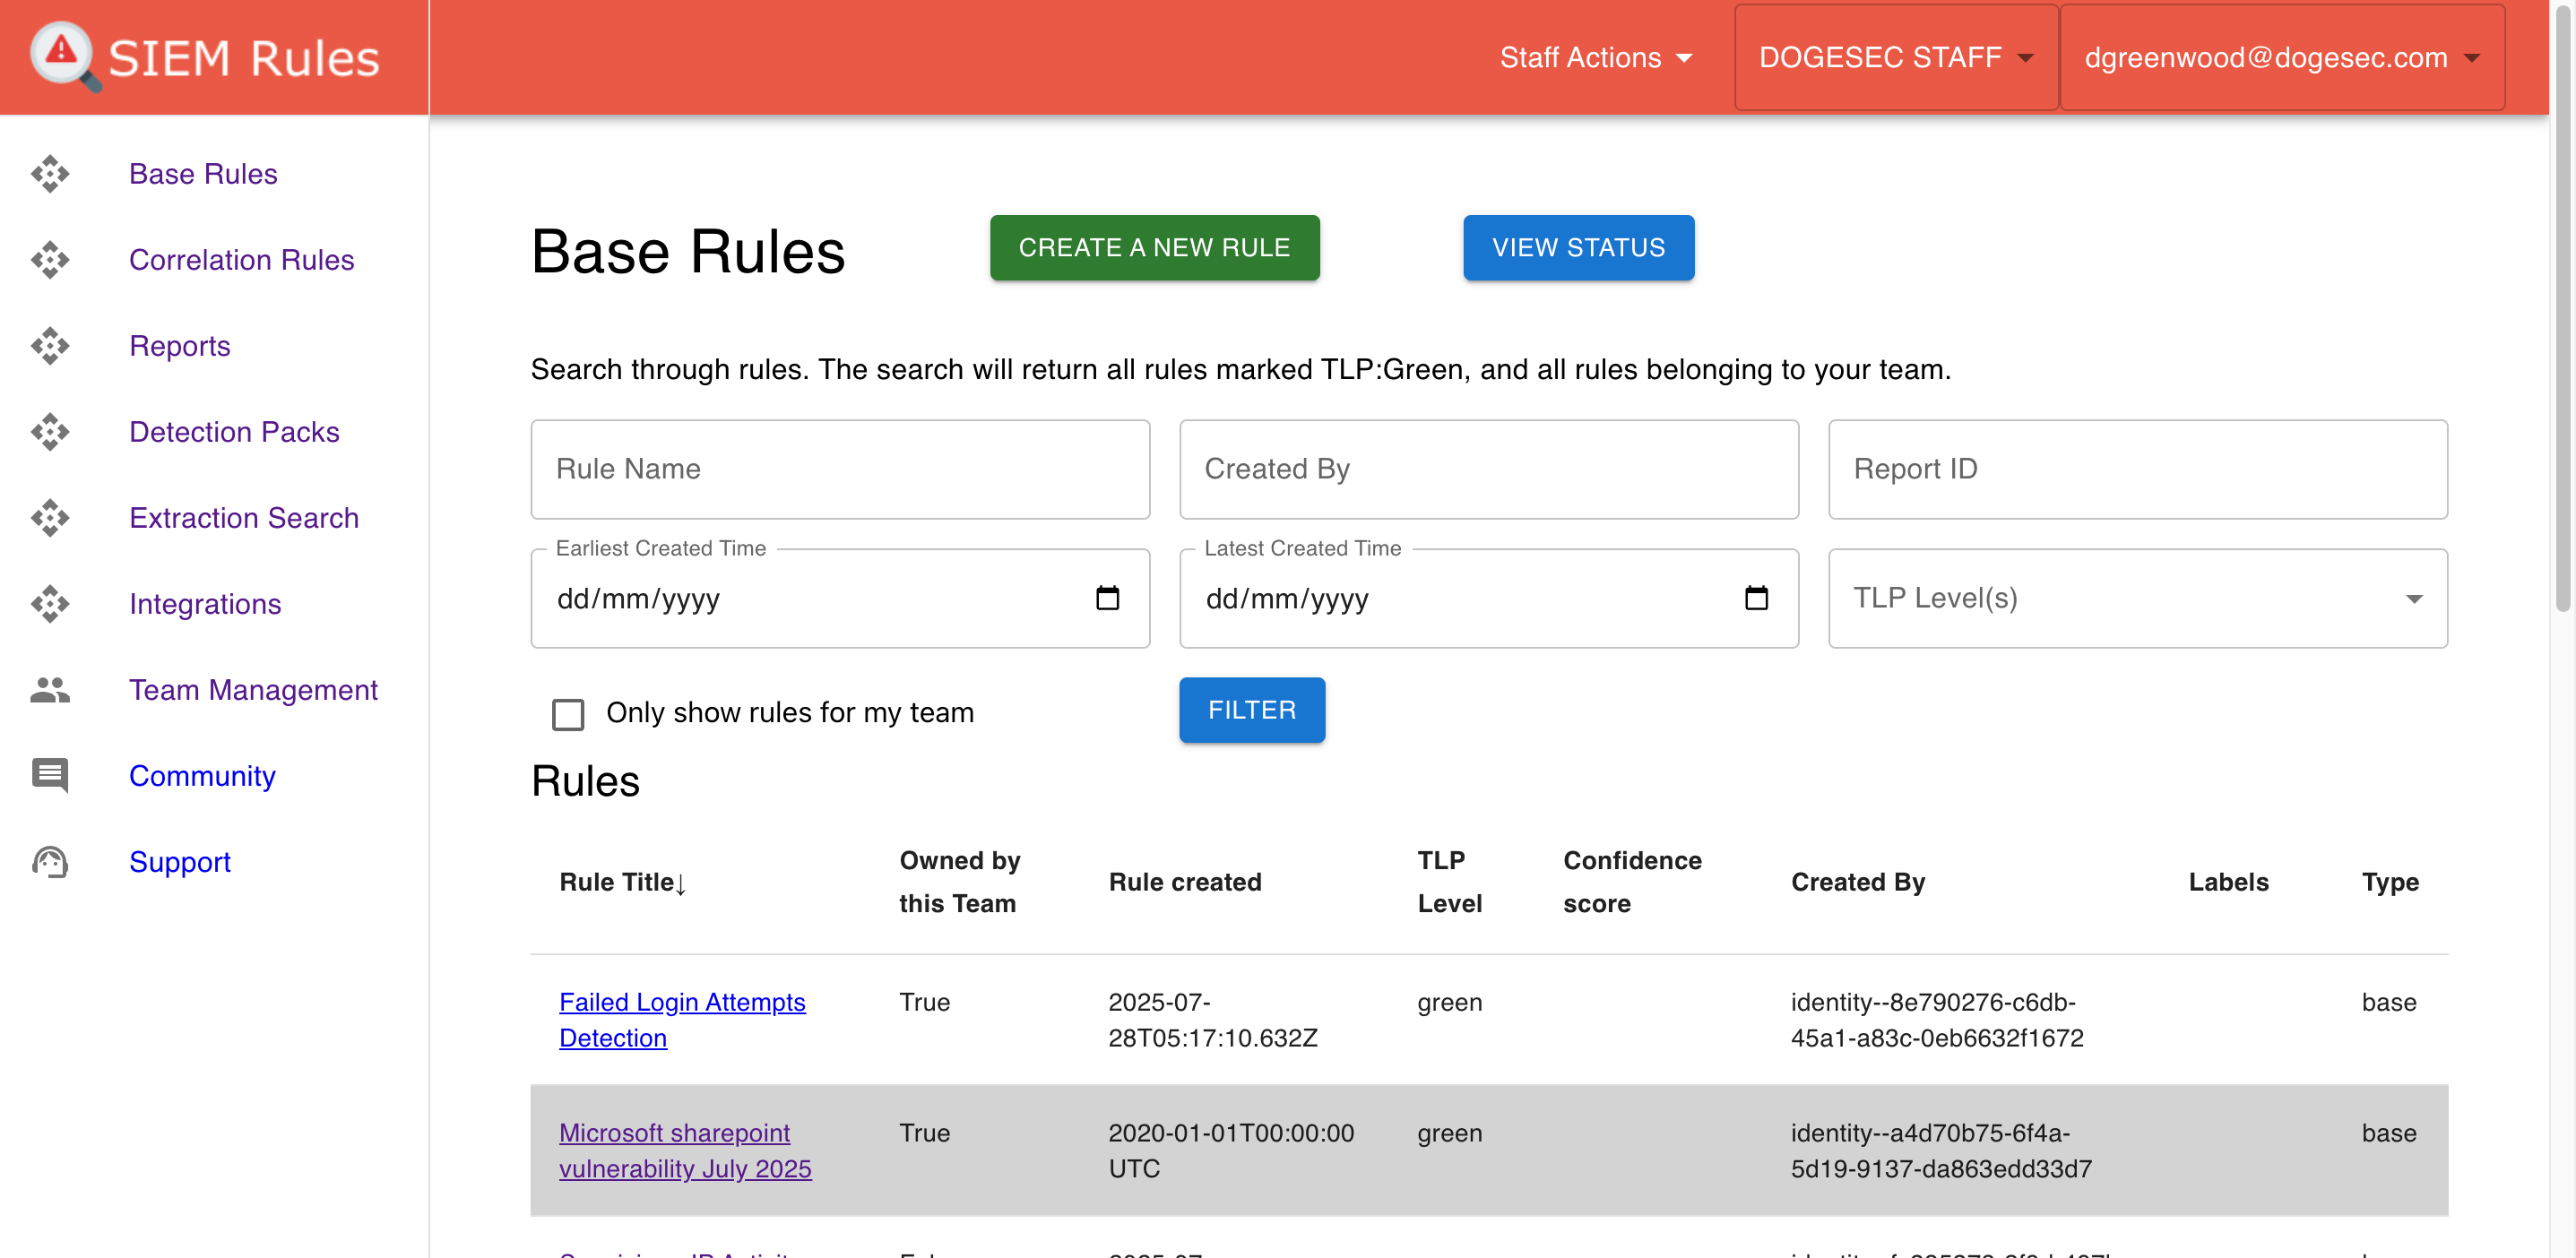 SIEM Rules
Staff Actions
DOGESEC STAFF
dgreenwood@dogesec.com
Base Rules
Correlation Rules
Reports
Detection Packs
Extraction Search
Integrations
Team Management
Community
Support
Base Rules
CREATE A NEW RULE
VIEW STATUS
Search through rules. The search will return all rules marked TLP:Green, and all rules belonging to your team.
Rule Name
Created By
Report ID
Earliest Created Time
dd/mm/yyyy
Latest Created Time
dd/mm/yyyy
TLP Level(s)
Only show rules for my team
FILTER
Rules
Rule Title↓
Owned by
this Team
Rule created
TLP
Level
Confidence
score
Created By
Labels
Type
Failed Login Attempts
Detection
True
2025-07-
28T05:17:10.632Z
green
identity--8e790276-c6db-
45a1-a83c-0eb6632f1672
base
Microsoft sharepoint
vulnerability July 2025
True
2020-01-01T00:00:00
UTC
green
identity--a4d70b75-6f4a-
5d19-9137-da863edd33d7
base